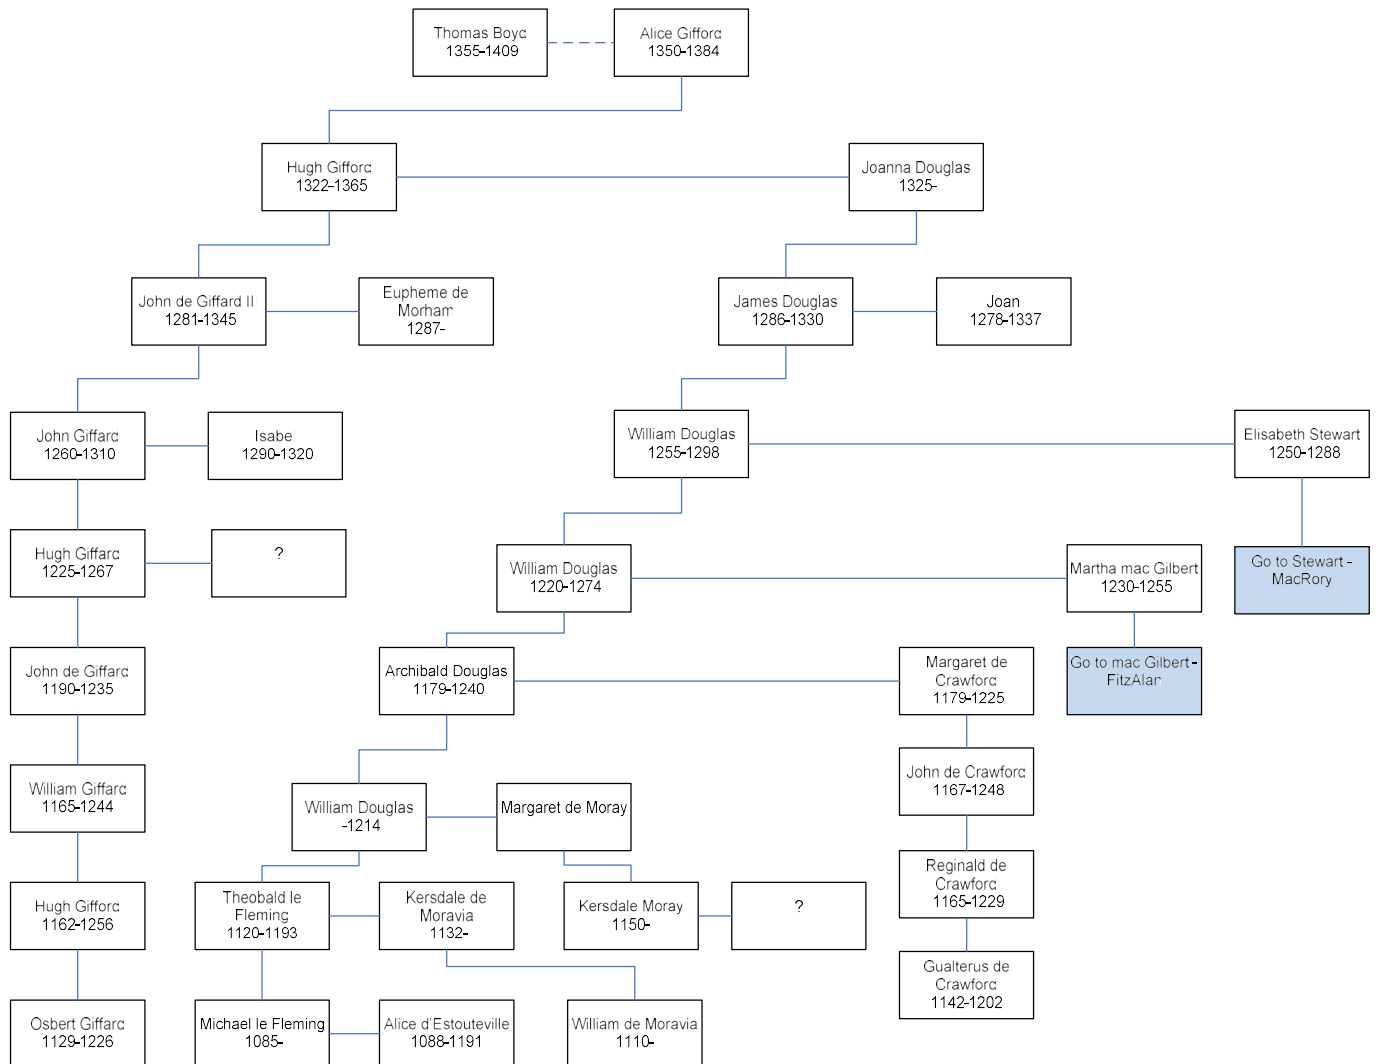 Thomas Boyd
1355-1409
Alice Gifford
1350-1384
Hugh Gifford
1322-1365
Joanna Douglas
1325-
John de Giffard III
1281-1345
Eupheme de
Morham
1287-
James Douglas
1286-1330
Joan
1278-1337
John Giffard
1260-1310
Isabel
1290-1320
William Douglas
1255-1298
Elisabeth Stewart
1250-1288
Hugh Giffard
1225-1267
?
William Douglas
1220-1274
Martha mac Gilbert
1230-1255
Go to Stewart -
MacRory
John de Giffard
1190-1235
Archibald Douglas
1179-1240
Margaret de
Crawford
1179-1225
Go to mac Gilbert -
FitzAlan
William Giffard
1165-1244
William Douglas
-1214
Margaret de Moray
John de Crawford
1167-1248
Hugh Gifford
1162-1256
Theobald le
Fleming
1120-1193
Kersdale de
Moravia
1132-
Kersdale Moray
1150-
?
Reginald de
Crawford
1165-1229
Osbert Giffard
1129-1226
Michael le Fleming
1085-
Alice d'Estouteville
1088-1191
William de Moravia
1110-
Gualterus de
Crawford
1142-1202